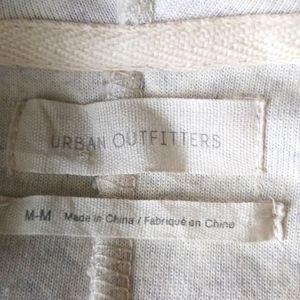 URBAN OUTFITTERS
M-M Made in China / Fabriqué en Chine